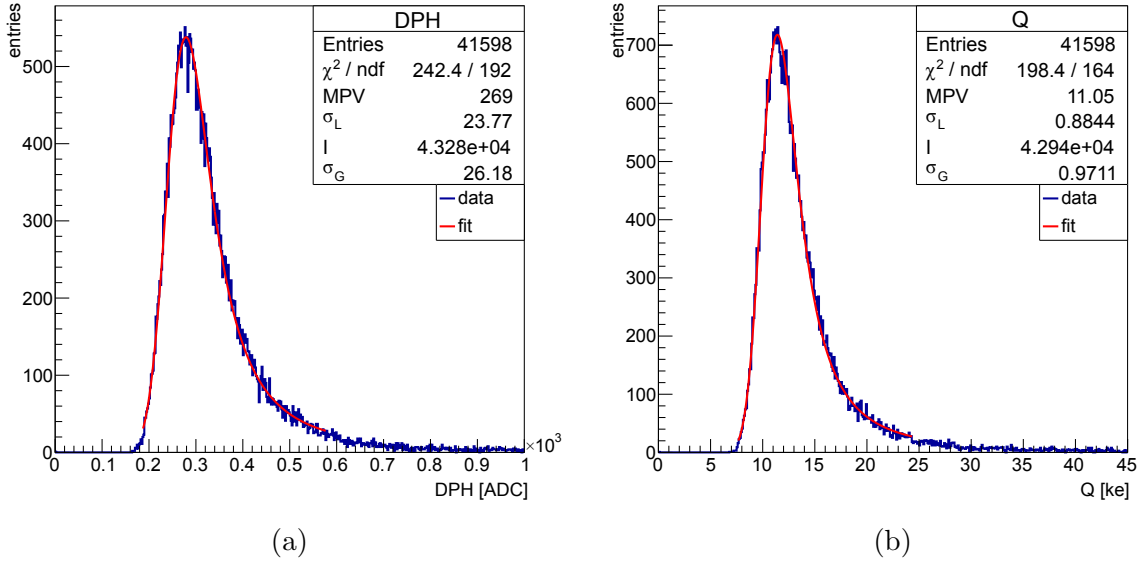 DPH
Entries 41598
χ² / ndf 242.4 / 192
MPV 269
σL 23.77
I 4.328e+04
σG 26.18
data
fit
entries
500
400
300
200
100
0
0 0.1 0.2 0.3 0.4 0.5 0.6 0.7 0.8 0.9 1
×10³
DPH [ADC]
(a)
Q
Entries 41598
χ² / ndf 198.4 / 164
MPV 11.05
σL 0.8844
I 4.294e+04
σG 0.9711
data
fit
entries
700
600
500
400
300
200
100
0
0 5 10 15 20 25 30 35 40 45
Q [ke]
(b)